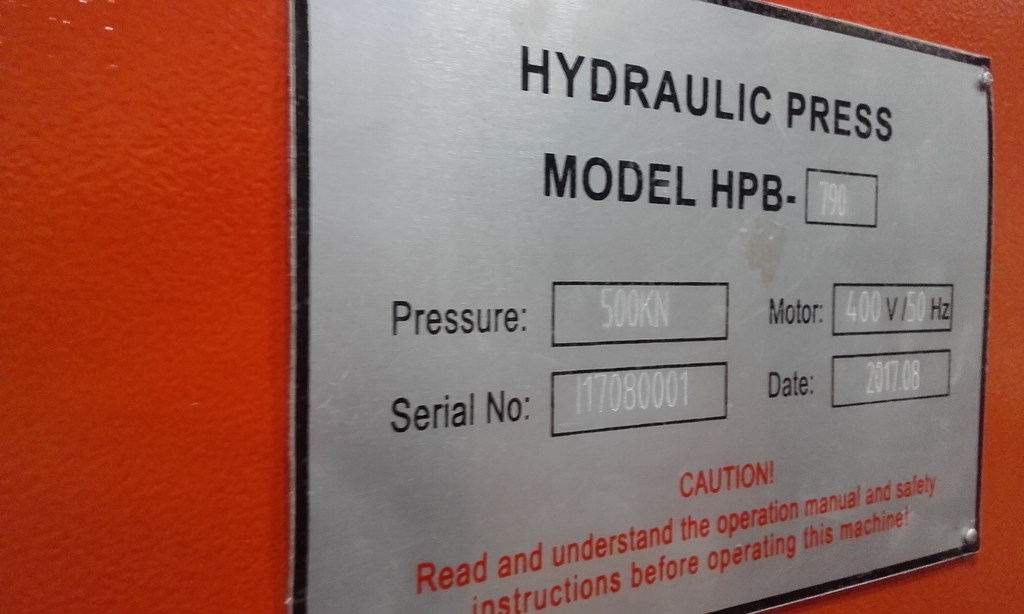 HYDRAULIC PRESS
MODEL HPB- 790
Pressure: 500KN Motor: 400 V / 50 Hz
Serial No: I17080001 Date: 2017.08
CAUTION!
Read and understand the operation manual and safety
instructions before operating this machine!